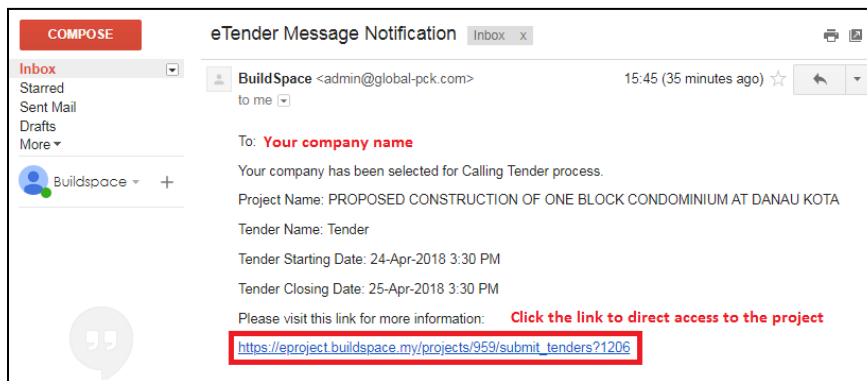 COMPOSE
eTender Message Notification
Inbox x
Inbox
Starred
Sent Mail
Drafts
More
Buildspace
+
BuildSpace <admin@global-pck.com>
15:45 (35 minutes ago)
to me
To: Your company name
Your company has been selected for Calling Tender process.
Project Name: PROPOSED CONSTRUCTION OF ONE BLOCK CONDOMINIUM AT DANAU KOTA
Tender Name: Tender
Tender Starting Date: 24-Apr-2018 3:30 PM
Tender Closing Date: 25-Apr-2018 3:30 PM
Please visit this link for more information: Click the link to direct access to the project
https://eproject.buildspace.my/projects/959/submit_tenders?1206